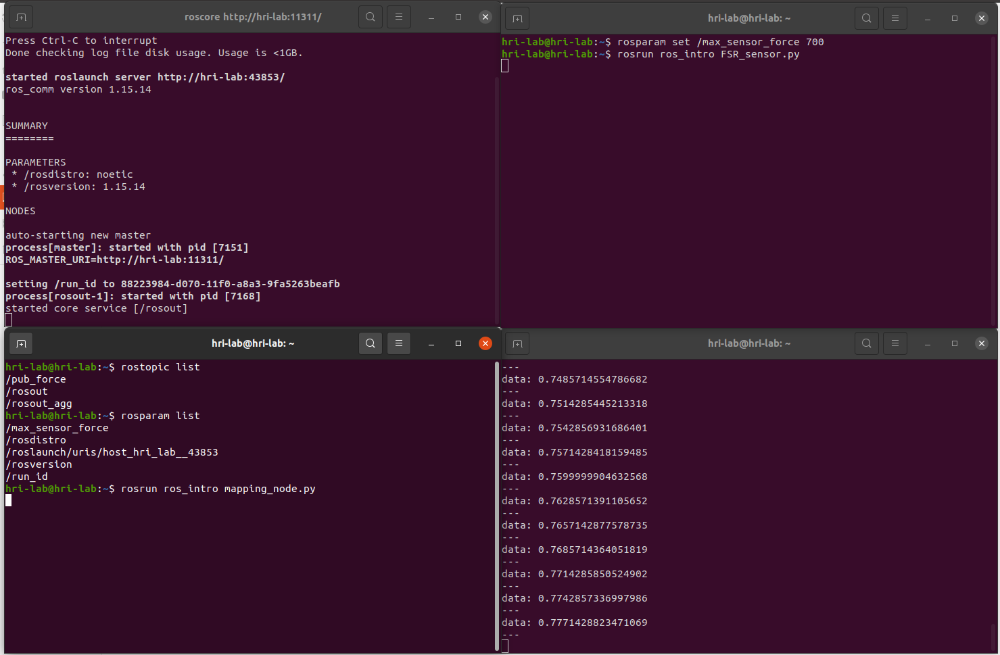 roscore http://hri-lab:11311/
Press Ctrl-C to interrupt
Done checking log file disk usage. Usage is <1GB.
started roslaunch server http://hri-lab:43853/
ros_comm version 1.15.14
SUMMARY
========
PARAMETERS
 * /rosdistro: noetic
 * /rosversion: 1.15.14
NODES
auto-starting new master
process[master]: started with pid [7151]
ROS_MASTER_URI=http://hri-lab:11311/
setting /run_id to 88223984-d070-11f0-a8a3-9fa5263beafb
process[rosout-1]: started with pid [7168]
started core service [/rosout]
hri-lab@hri-lab: ~
hri-lab@hri-lab:~$ rosparam set /max_sensor_force 700
hri-lab@hri-lab:~$ rosrun ros_intro FSR_sensor.py
hri-lab@hri-lab: ~
hri-lab@hri-lab:~$ rostopic list
/pub_force
/rosout
/rosout_agg
hri-lab@hri-lab:~$ rosparam list
/max_sensor_force
/rosdistro
/roslaunch/uris/host_hri_lab__43853
/rosversion
/run_id
hri-lab@hri-lab:~$ rosrun ros_intro mapping_node.py
hri-lab@hri-lab: ~
---
data: 0.7485714554786682
---
data: 0.7514285445213318
---
data: 0.7542856931686401
---
data: 0.7571428418159485
---
data: 0.7599999904632568
---
data: 0.7628571391105652
---
data: 0.7657142877578735
---
data: 0.7685714364051819
---
data: 0.7714285850524902
---
data: 0.7742857336997986
---
data: 0.7771428823471069
---